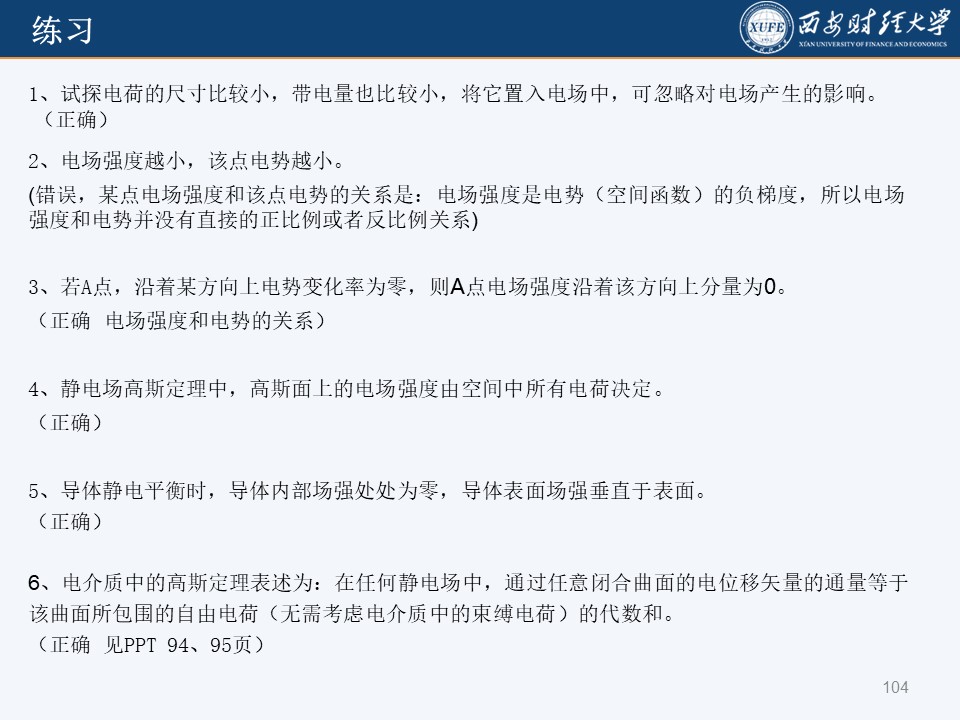 练习
XUFE
西安财经大学
XI'AN UNIVERSITY OF FINANCE AND ECONOMICS
1、试探电荷的尺寸比较小，带电量也比较小，将它置入电场中，可忽略对电场产生的影响。
（正确）
2、电场强度越小，该点电势越小。
(错误，某点电场强度和该点电势的关系是：电场强度是电势（空间函数）的负梯度，所以电场
强度和电势并没有直接的正比例或者反比例关系)
3、若A点，沿着某方向上电势变化率为零，则A点电场强度沿着该方向上分量为0。
（正确 电场强度和电势的关系）
4、静电场高斯定理中，高斯面上的电场强度由空间中所有电荷决定。
（正确）
5、导体静电平衡时，导体内部场强处处为零，导体表面场强垂直于表面。
（正确）
6、电介质中的高斯定理表述为：在任何静电场中，通过任意闭合曲面的电位移矢量的通量等于
该曲面所包围的自由电荷（无需考虑电介质中的束缚电荷）的代数和。
（正确 见PPT 94、95页）
104